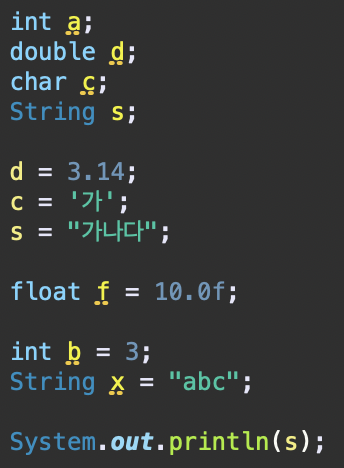 int a;
double d;
char c;
String s;
d = 3.14;
c = '가';
s = "가나다";
float f = 10.0f;
int b = 3;
String x = "abc";
System.out.println(s);